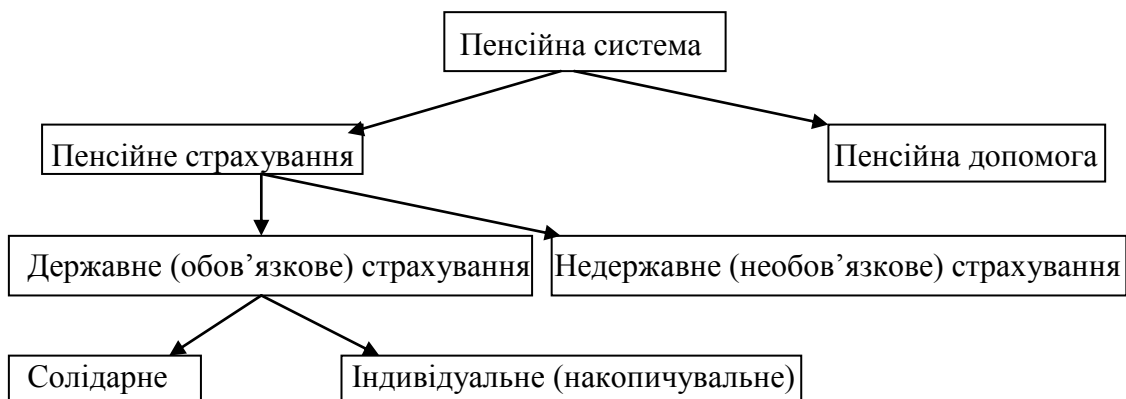 Пенсійна система
Пенсійне страхування
Пенсійна допомога
Державне (обов’язкове) страхування
Недержавне (необов’язкове) страхування
Солідарне
Індивідуальне (накопичувальне)